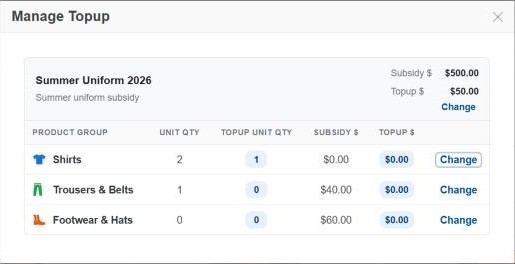 Manage Topup
Summer Uniform 2026
Summer uniform subsidy
Subsidy $ $500.00
Topup $ $50.00
Change
PRODUCT GROUP UNIT QTY TOPUP UNIT QTY SUBSIDY $ TOPUP $
Shirts 2 1 $0.00 $0.00 Change
Trousers & Belts 1 0 $40.00 $0.00 Change
Footwear & Hats 0 0 $60.00 $0.00 Change